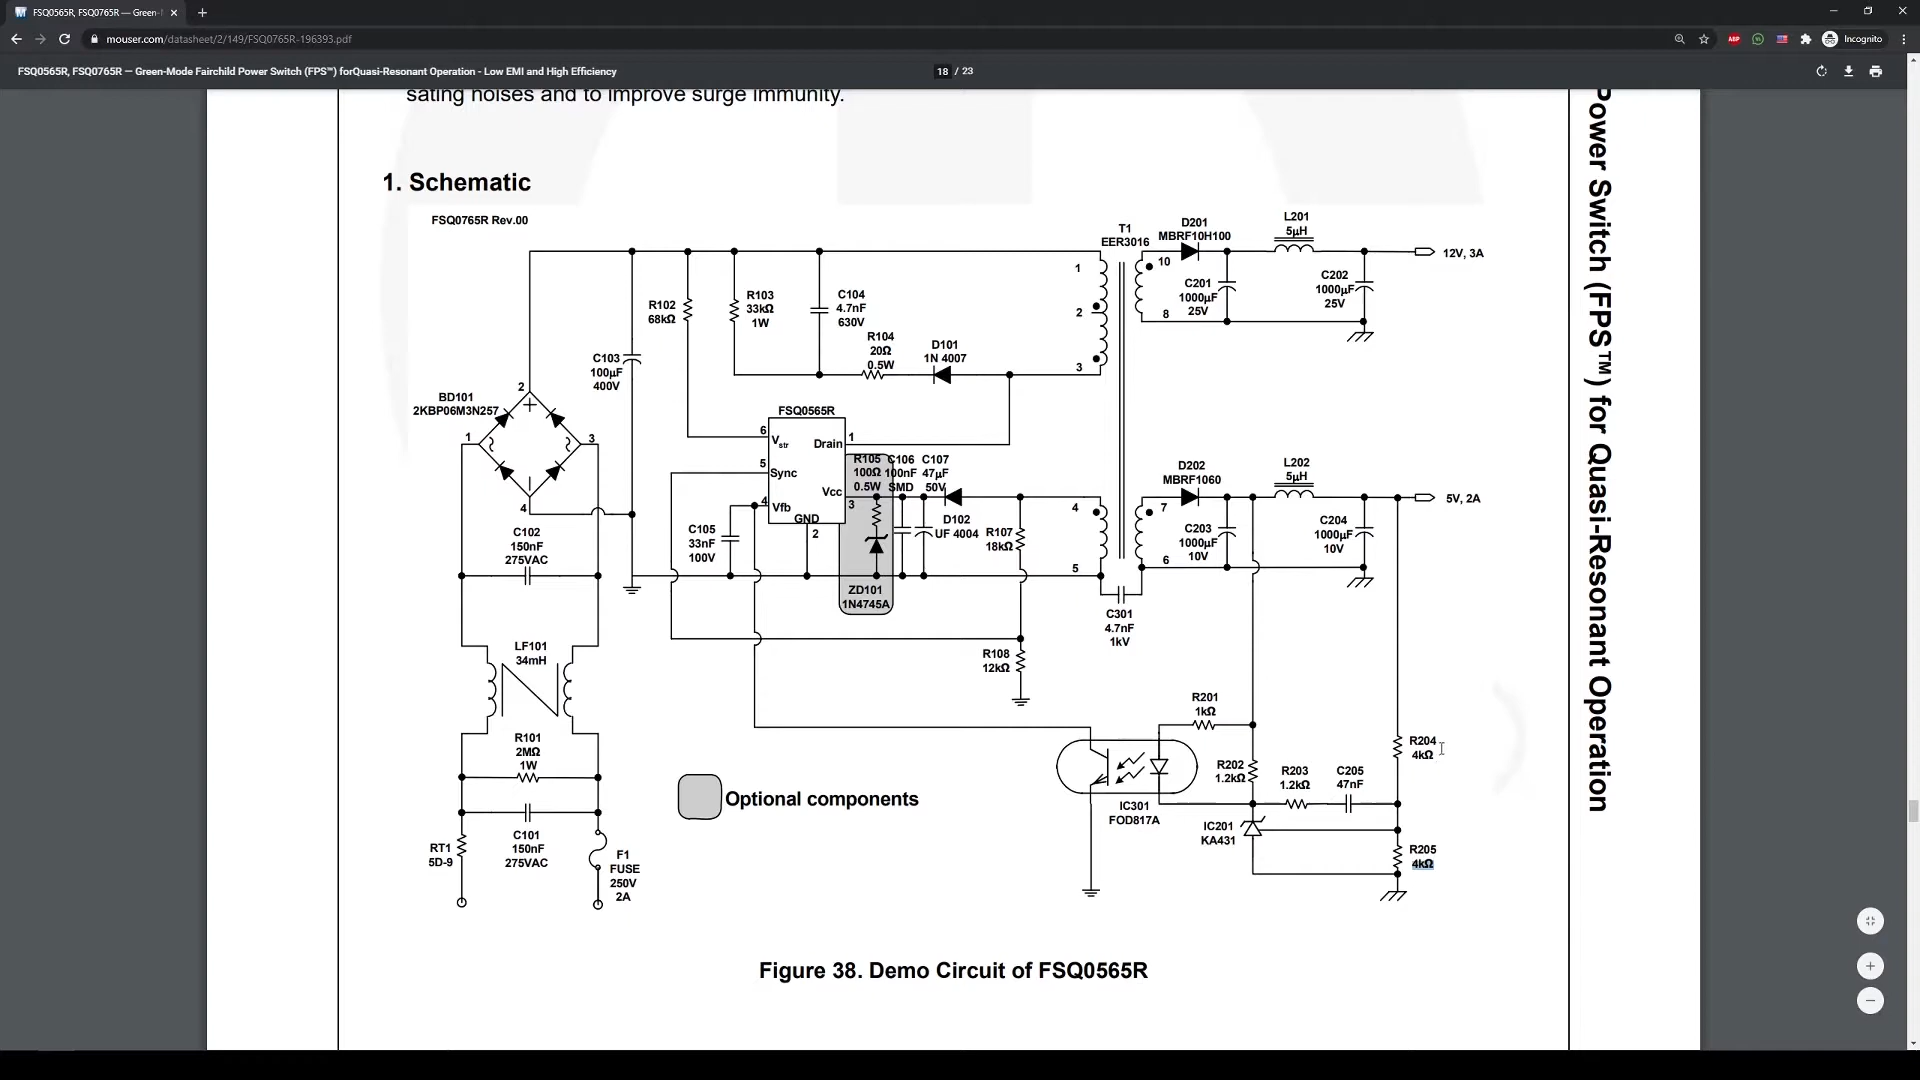 FSQ0565R, FSQ0765R — Green-
mouser.com/datasheet/2/149/FSQ0765R-196393.pdf
ABP
Incognito
FSQ0565R, FSQ0765R — Green-Mode Fairchild Power Switch (FPS™) forQuasi-Resonant Operation - Low EMI and High Efficiency
18 / 23
sating noises and to improve surge immunity.
Power Switch (FPS™) for Quasi-Resonant Operation
1. Schematic
FSQ0765R Rev.00
T1
EER3016
D201
MBRF10H100
L201
5µH
12V, 3A
1
2
3
10
8
C201
1000µF
25V
C202
1000µF
25V
R102
68kΩ
R103
33kΩ
1W
C104
4.7nF
630V
R104
20Ω
0.5W
D101
1N 4007
C103
100µF
400V
BD101
2KBP06M3N257
2
1
3
4
FSQ0565R
6
Vstr
Drain
1
5
Sync
Vcc
3
4
Vfb
GND
2
R105
100Ω
0.5W
C106
100nF
SMD
C107
47µF
50V
D102
UF 4004
R107
18kΩ
C105
33nF
100V
ZD101
1N4745A
R108
12kΩ
4
5
7
6
D202
MBRF1060
L202
5µH
5V, 2A
C203
1000µF
10V
C204
1000µF
10V
C301
4.7nF
1kV
C102
150nF
275VAC
LF101
34mH
R101
2MΩ
1W
C101
150nF
275VAC
RT1
5D-9
F1
FUSE
250V
2A
Optional components
R201
1kΩ
R202
1.2kΩ
R203
1.2kΩ
C205
47nF
R204
4kΩ
IC301
FOD817A
IC201
KA431
R205
4kΩ
Figure 38. Demo Circuit of FSQ0565R